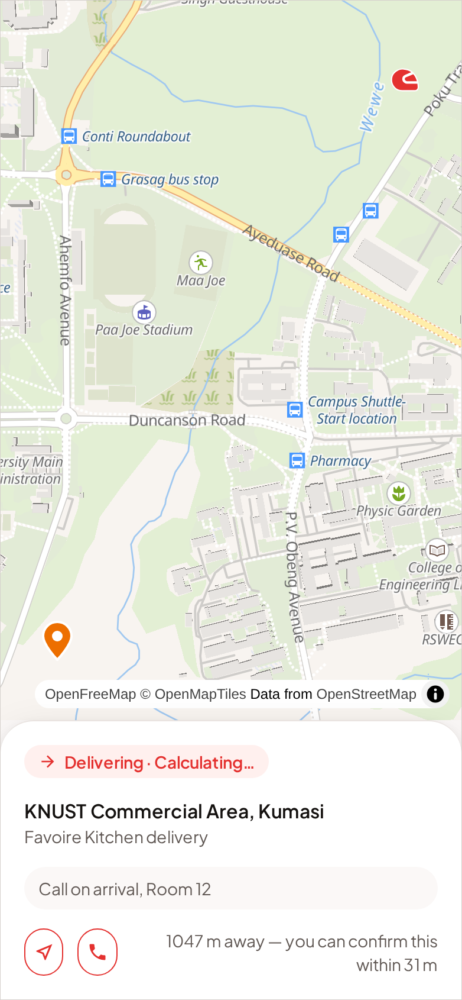 Singh Guesthouse
Wewe
Poku Tra
Conti Roundabout
Grasag bus stop
Ayeduase Road
Ahemfo Avenue
Maa Joe
ce
Paa Joe Stadium
Campus Shuttle-
Start location
Duncanson Road
ersity Main
inistration
Pharmacy
Physic Garden
P.V. Obeng Avenue
College o
Engineering Li
RSWEC
OpenFreeMap © OpenMapTiles Data from OpenStreetMap
Delivering · Calculating...
KNUST Commercial Area, Kumasi
Favoire Kitchen delivery
Call on arrival, Room 12
1047 m away — you can confirm this
within 31 m